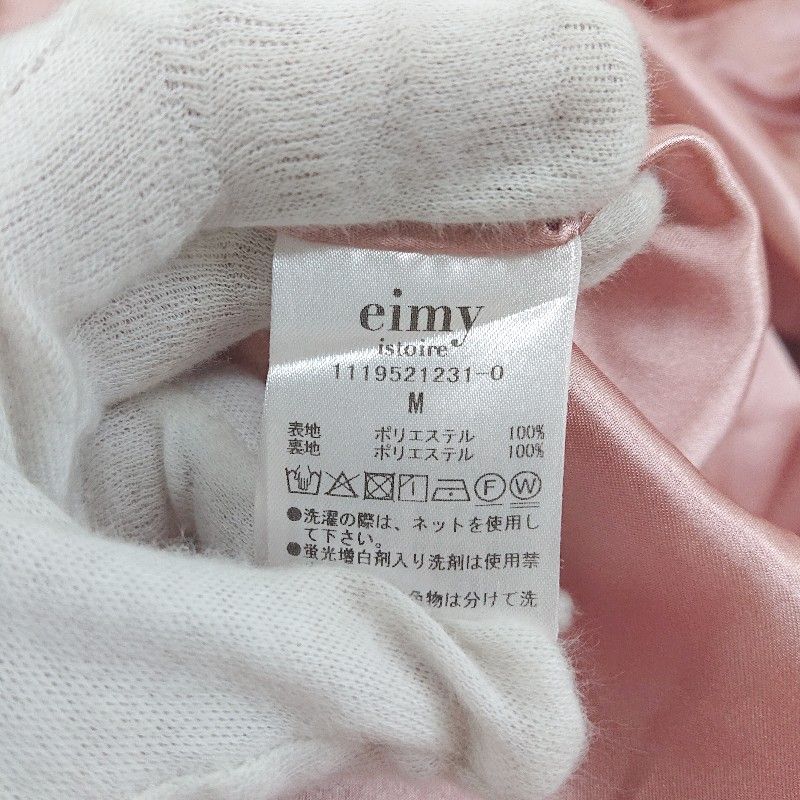 eimy
istoire
1119521231-0
M
表地 ポリエステル 100%
裏地 ポリエステル 100%
F W
●洗濯の際は、ネットを使用し
て下さい。
●蛍光増白剤入り洗剤は使用禁
物は分けて洗